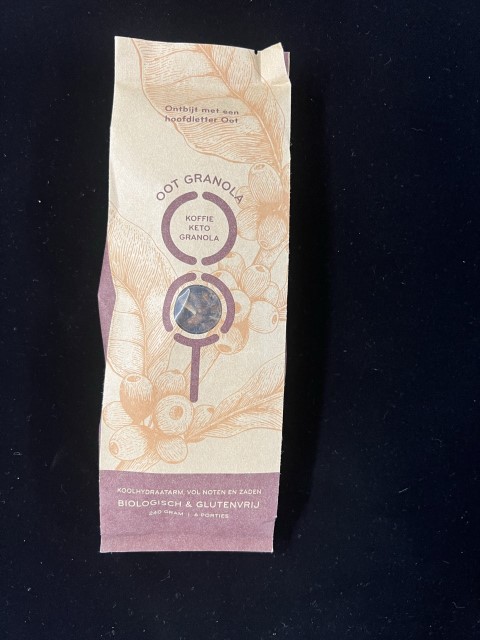 Ontbijt met een
hoofdletter Oot
OOT GRANOLA
KOFFIE
KETO
GRANOLA
OOT
KOOLHYDRAATARM, VOL NOTEN EN ZADEN
BIOLOGISCH & GLUTENVRIJ
240 GRAM | 6 PORTIES